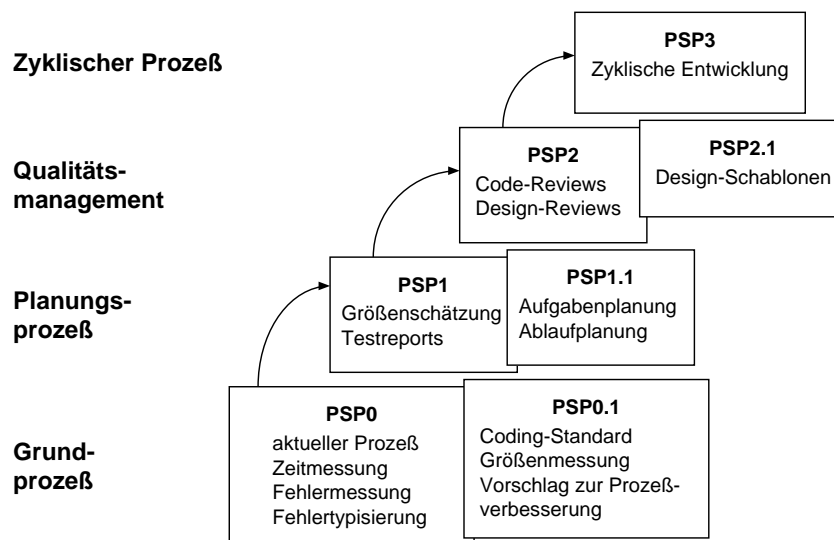 Zyklischer Prozeß
PSP3
Zyklische Entwicklung
Qualitäts-
management
PSP2
Code-Reviews
Design-Reviews
PSP2.1
Design-Schablonen
Planungs-
prozeß
PSP1
Größenschätzung
Testreports
PSP1.1
Aufgabenplanung
Ablaufplanung
Grund-
prozeß
PSP0
aktueller Prozeß
Zeitmessung
Fehlermessung
Fehlertypisierung
PSP0.1
Coding-Standard
Größenmessung
Vorschlag zur Prozeß-
verbesserung